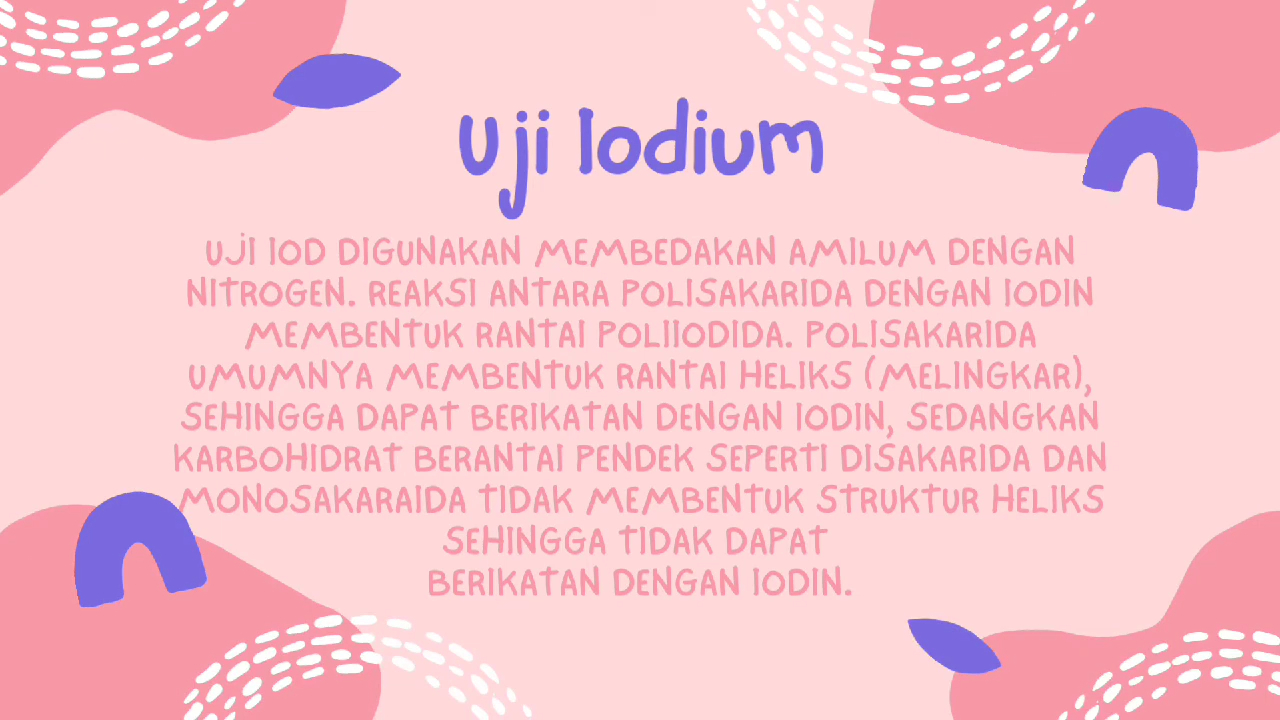 Uji Iodium
UJI IOD DIGUNAKAN MEMBEDAKAN AMILUM DENGAN
NITROGEN. REAKSI ANTARA POLISAKARIDA DENGAN IODIN
MEMBENTUK RANTAI POLIIODIDA. POLISAKARIDA
UMUMNYA MEMBENTUK RANTAI HELIKS (MELINGKAR),
SEHINGGA DAPAT BERIKATAN DENGAN IODIN, SEDANGKAN
KARBOHIDRAT BERANTAI PENDEK SEPERTI DISAKARIDA DAN
MONOSAKARAIDA TIDAK MEMBENTUK STRUKTUR HELIKS
SEHINGGA TIDAK DAPAT
BERIKATAN DENGAN IODIN.